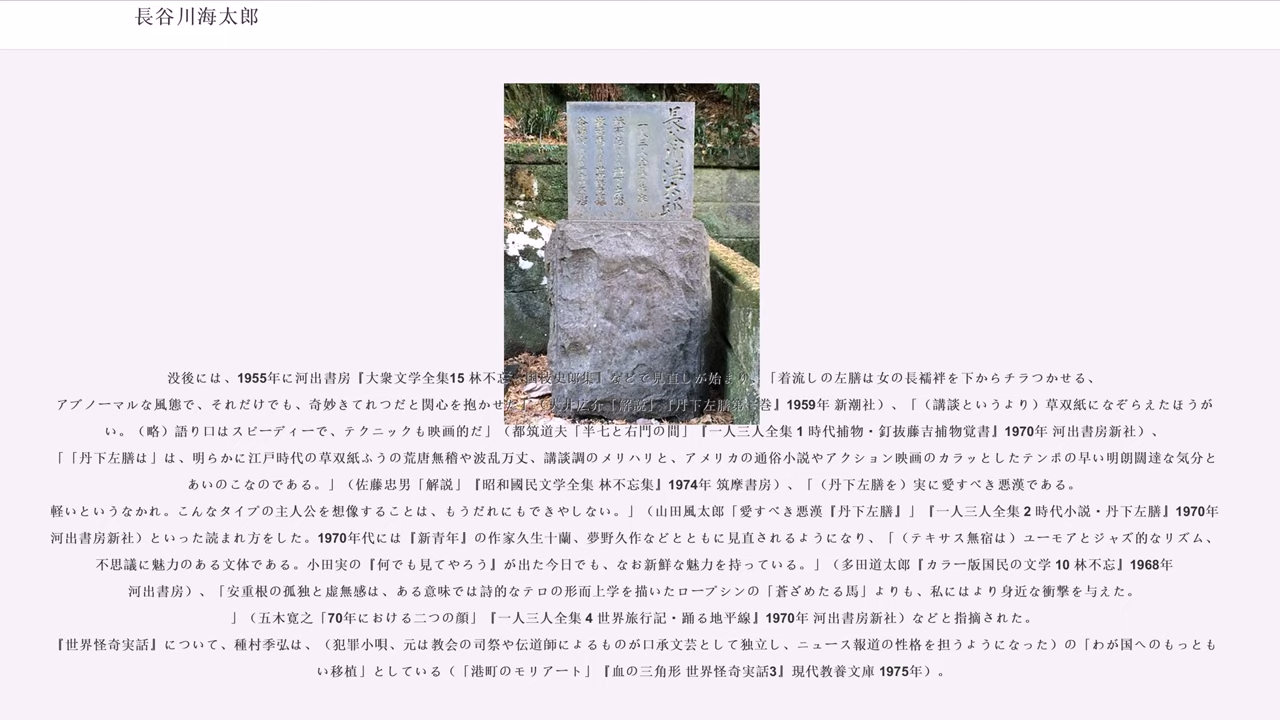 長谷川海太郎
長谷川海太郎
没後には、1955年に河出書房『大衆文学全集15 林不忘、国枝史郎集』などで見直しが始まり、「着流しの左膳は女の長襦袢を下からチラつかせる、
アブノーマルな風態で、それだけでも、奇妙きてれつだと関心を抱かせた」（大井広介「解説」『丹下左膳第一巻』1959年 新潮社）、「（講談というより）草双紙になぞらえたほうが
い。（略）語り口はスピーディーで、テクニックも映画的だ」（都筑道夫「半七と右門の間」『一人三人全集 1 時代捕物・釘抜藤吉捕物覚書』1970年 河出書房新社）、
「「丹下左膳は」は、明らかに江戸時代の草双紙ふうの荒唐無稽や波乱万丈、講談調のメリハリと、アメリカの通俗小説やアクション映画のカラッとしたテンポの早い明朗闊達な気分と
あいのこなのである。」（佐藤忠男「解説」『昭和國民文学全集 林不忘集』1974年 筑摩書房）、「（丹下左膳を）実に愛すべき悪漢である。
軽いというなかれ。こんなタイプの主人公を想像することは、もうだれにもできやしない。」（山田風太郎「愛すべき悪漢『丹下左膳』」『一人三人全集 2 時代小説・丹下左膳』1970年
河出書房新社）といった読まれ方をした。1970年代には『新青年』の作家久生十蘭、夢野久作などとともに見直されるようになり、「（テキサス無宿は）ユーモアとジャズ的なリズム、
不思議に魅力のある文体である。小田実の『何でも見てやろう』が出た今日でも、なお新鮮な魅力を持っている。」（多田道太郎『カラー版国民の文学 10 林不忘』1968年
河出書房）、「安重根の孤独と虚無感は、ある意味では詩的なテロの形而上学を描いたロープシンの「蒼ざめたる馬」よりも、私にはより身近な衝撃を与えた。
」（五木寛之「70年における二つの顔」『一人三人全集 4 世界旅行記・踊る地平線』1970年 河出書房新社）などと指摘された。
『世界怪奇実話』について、種村季弘は、（犯罪小唄、元は教会の司祭や伝道師によるものが口承文芸として独立し、ニュース報道の性格を担うようになった）の「わが国へのもっとも
い移植」としている（「港町のモリアート」『血の三角形 世界怪奇実話3』現代教養文庫 1975年）。